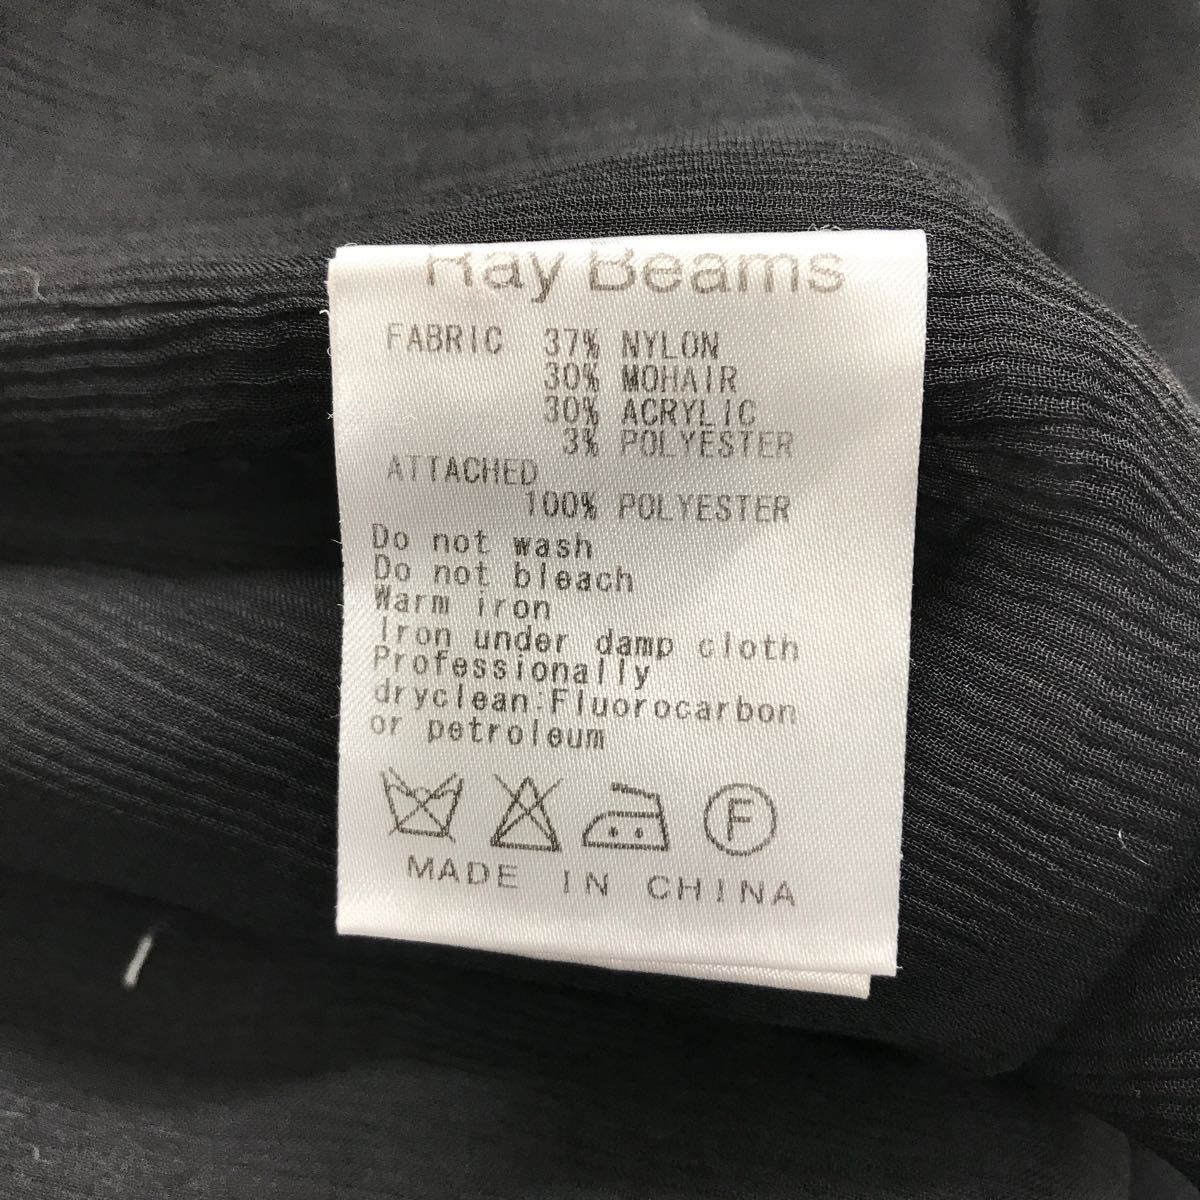 Ray Beams
FABRIC 37% NYLON
30% MOHAIR
30% ACRYLIC
3% POLYESTER
ATTACHED
100% POLYESTER
Do not wash
Do not bleach
Warm iron
Iron under damp cloth
Professionally
dryclean:Fluorocarbon
or petroleum
F
MADE IN CHINA